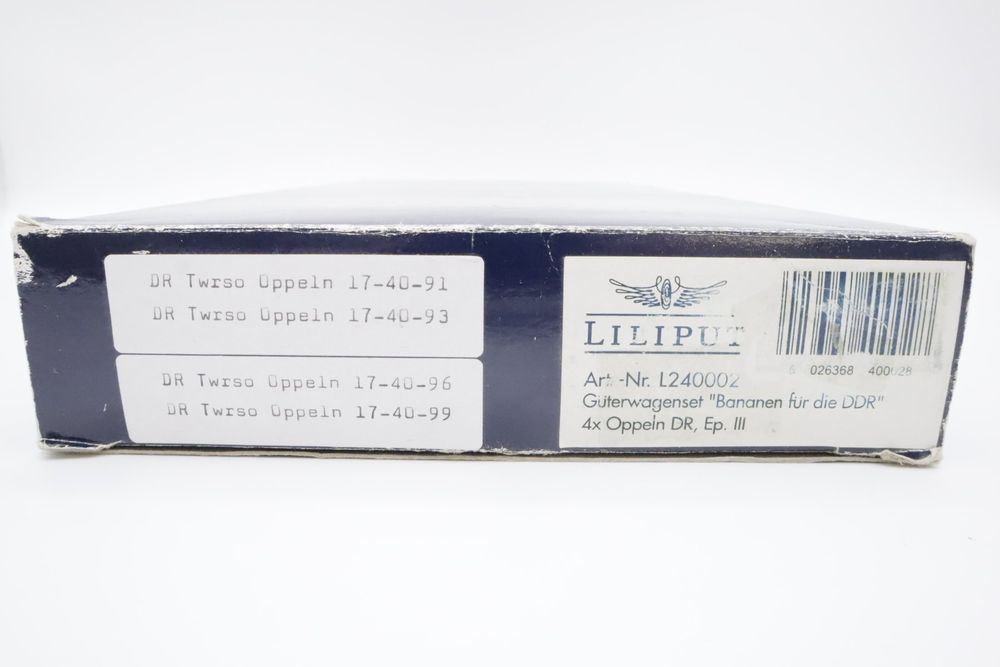 DR Twrso Oppeln 17-40-91
DR Twrso Oppeln 17-40-93
DR Twrso Oppeln 17-40-96
DR Twrso Oppeln 17-40-99
LILIPUT
Art.-Nr. L240002
Güterwagenset "Bananen für die DDR"
4x Oppeln DR, Ep. III
5 026368 400028